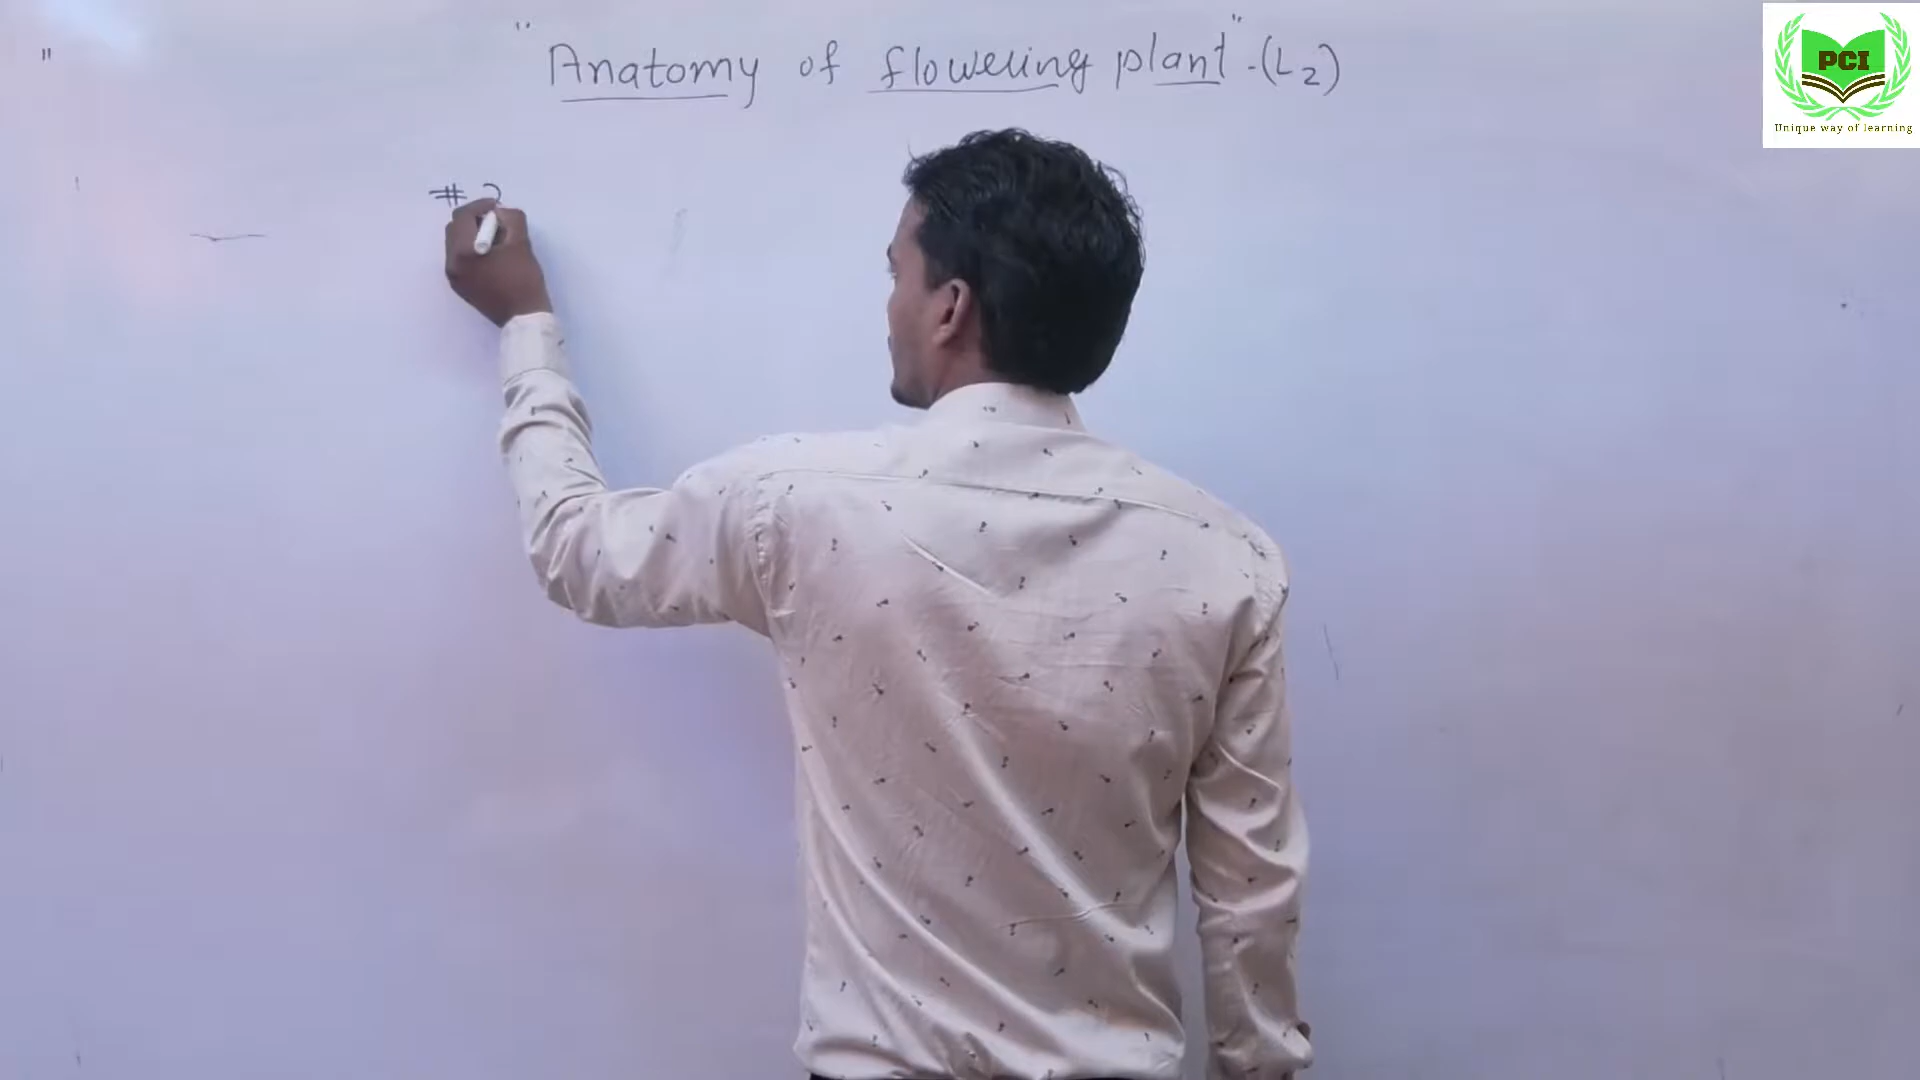 "Anatomy of flowering plant" - (L2)
PCI
Unique way of learning
#